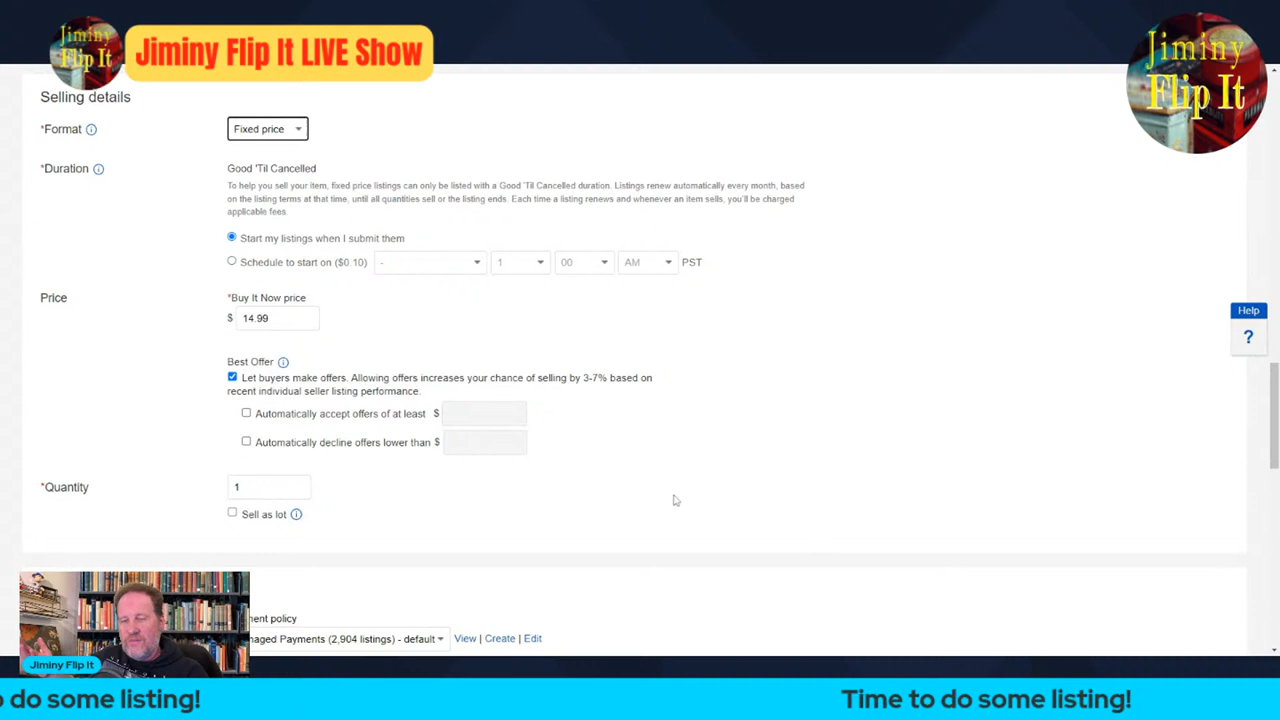 Jiminy
Flip It
Jiminy Flip It LIVE Show
Jiminy
Flip It
Selling details
*Format
Fixed price
*Duration
Good 'Til Cancelled
To help you sell your item, fixed price listings can only be listed with a Good 'Til Cancelled duration. Listings renew automatically every month, based
on the listing terms at that time, until all quantities sell or the listing ends. Each time a listing renews and whenever an item sells, you'll be charged
applicable fees.
Start my listings when I submit them
Schedule to start on ($0.10) - 1 00 AM PST
Price
*Buy It Now price
$ 14.99
Help
?
Best Offer
Let buyers make offers. Allowing offers increases your chance of selling by 3-7% based on
recent individual seller listing performance.
Automatically accept offers of at least $
Automatically decline offers lower than $
*Quantity
1
Sell as lot
ment policy
naged Payments (2,904 listings) - default View | Create | Edit
Jiminy Flip It
o do some listing! Time to do some listing!